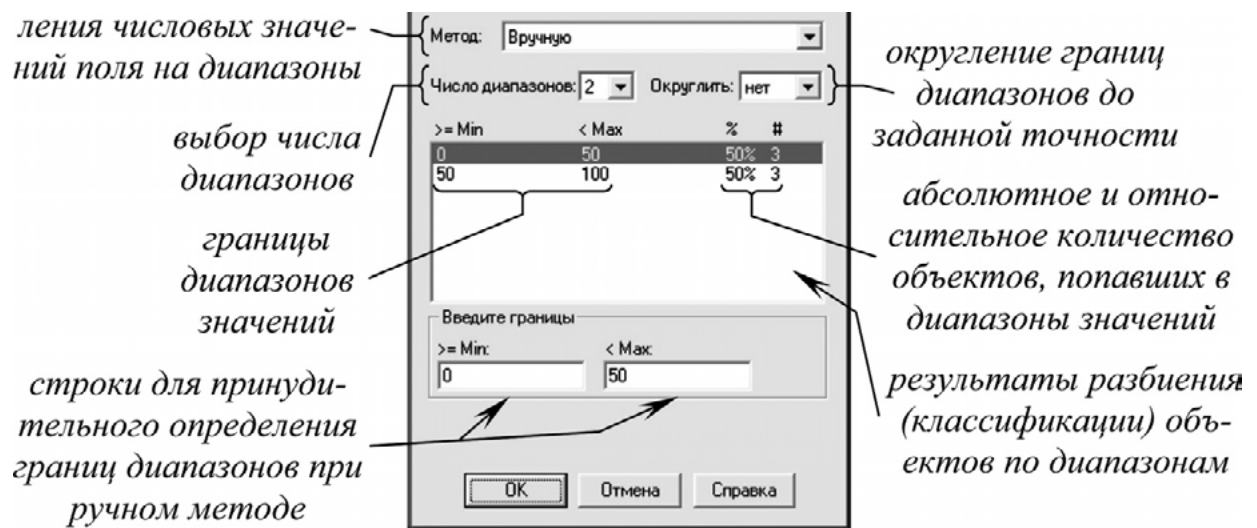 ления числовых значе-
ний поля на диапазоны
выбор числа
диапазонов
границы
диапазонов
значений
строки для принуди-
тельного определения
границ диапазонов при
ручном методе
Метод: Вручную
Число диапазонов: 2 Округлить: нет
>= Min < Max % #
0 50 50% 3
50 100 50% 3
Введите границы
>= Min: < Max:
0 50
OK Отмена Справка
округление границ
диапазонов до
заданной точности
абсолютное и отно-
сительное количество
объектов, попавших в
диапазоны значений
результаты разбиения
(классификации) объ-
ектов по диапазонам